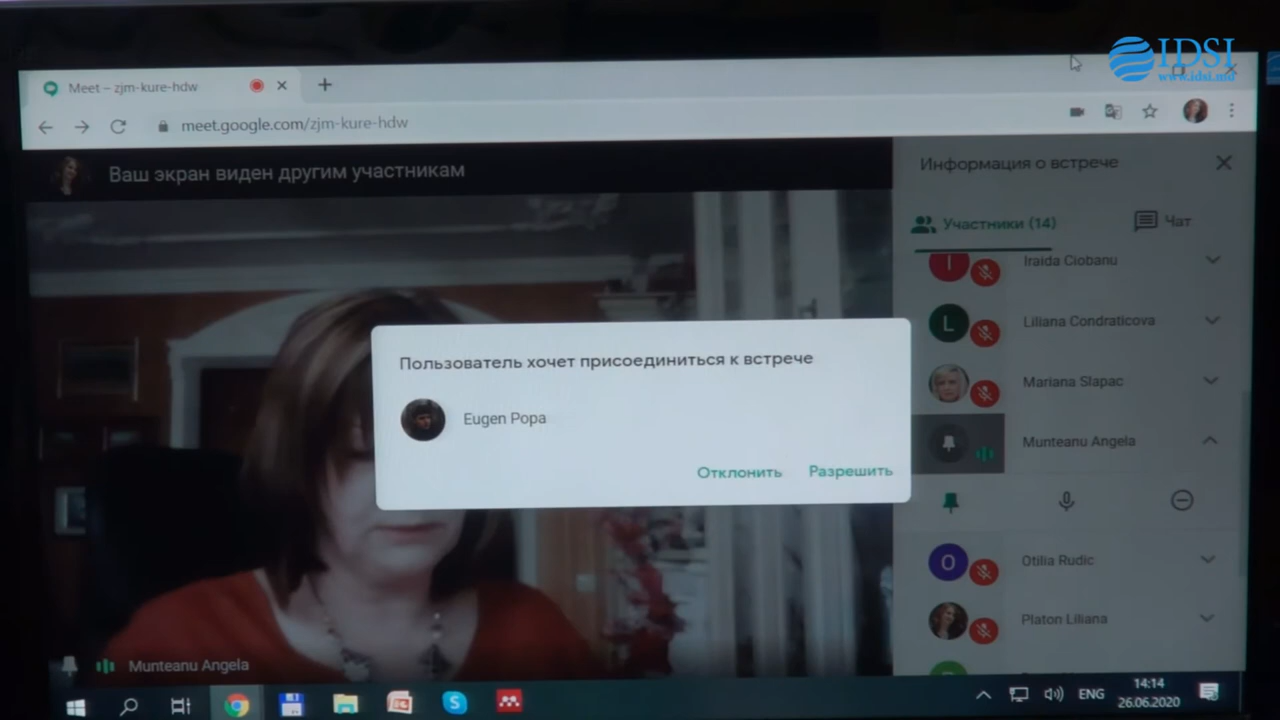 IDSI
www.idsi.md
Meet – zjm-kure-hdw
meet.google.com/zjm-kure-hdw
Ваш экран виден другим участникам
Информация о встрече
Участники (14)
Чат
Iraida Ciobanu
L
Liliana Condraticova
Mariana Slapac
Munteanu Angela
O
Otilia Rudic
Platon Liliana
Пользователь хочет присоединиться к встрече
Eugen Popa
Отклонить
Разрешить
Munteanu Angela
ENG
14:14
26.06.2020